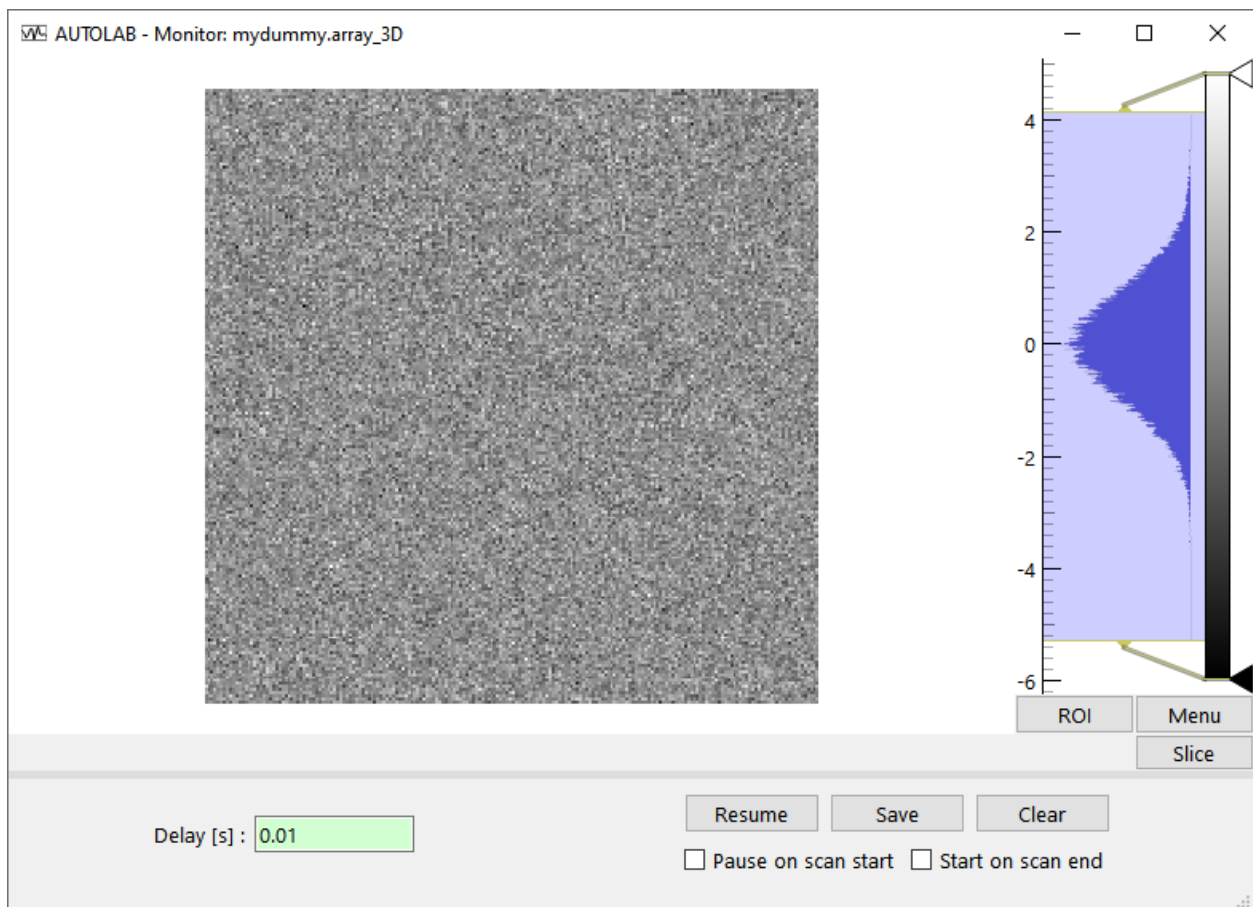 AUTOLAB - Monitor: mydummy.array_3D
4
2
0
-2
-4
-6
ROI Menu
Slice
Delay [s] : 0.01
Resume Save Clear
Pause on scan start Start on scan end